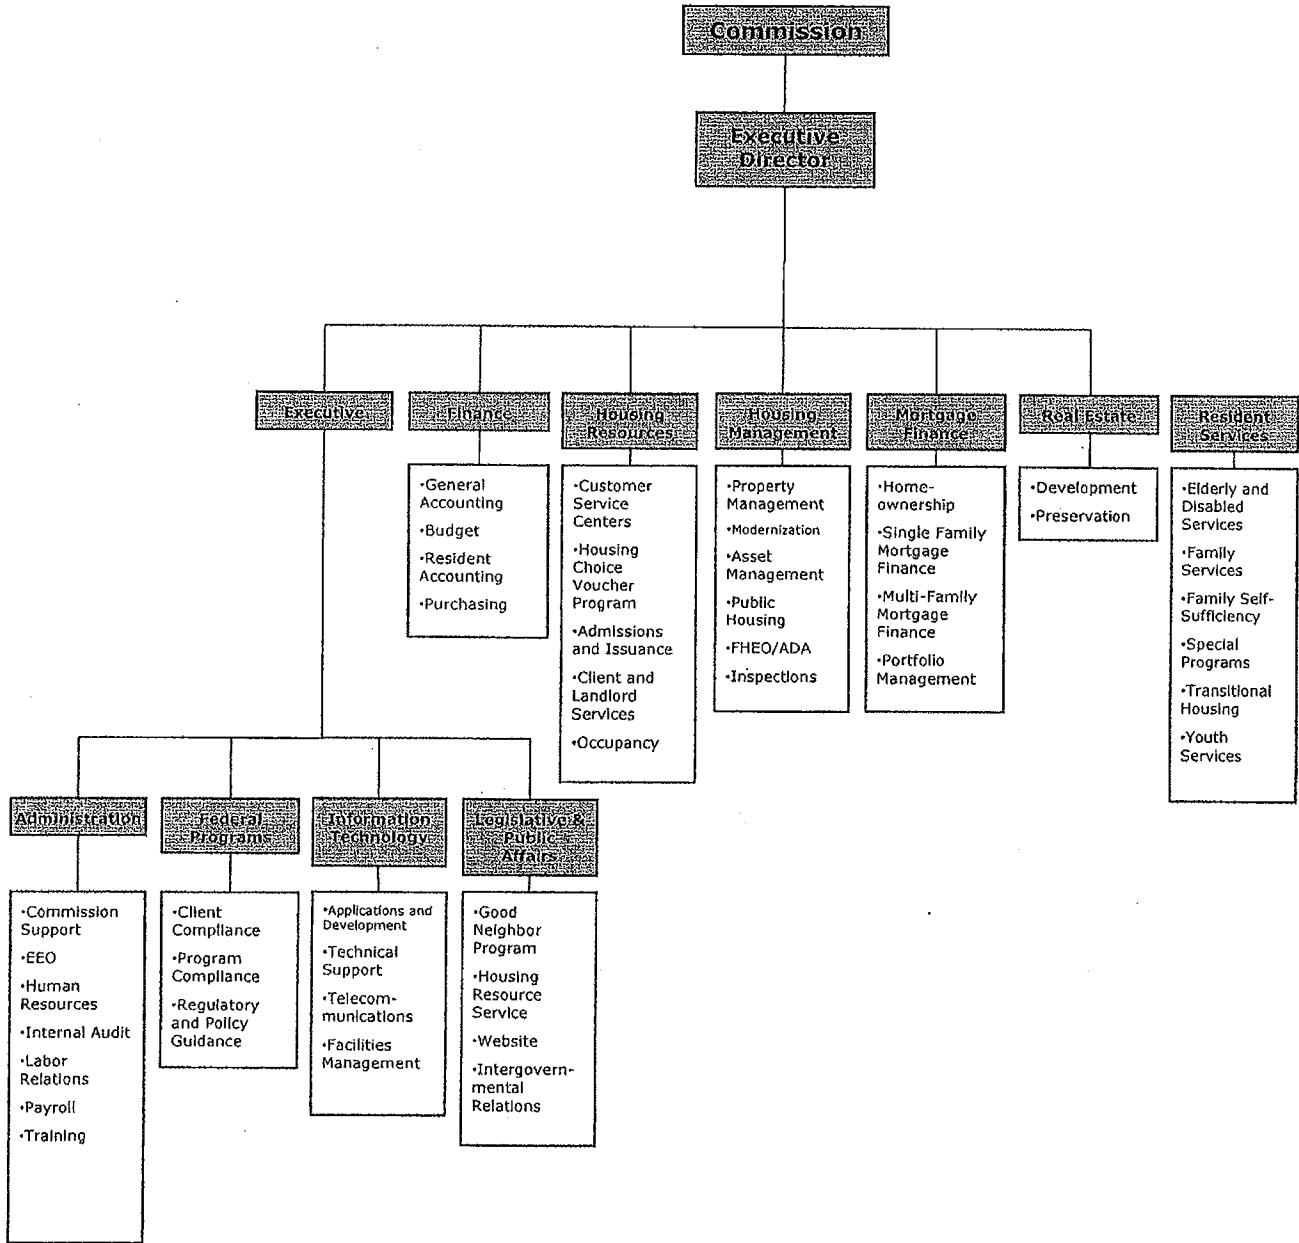 Commission
Executive
Director
Executive
Finance
Housing
Resources
Housing
Management
Mortgage
Finance
Real Estate
Resident
Services
•General
Accounting
•Budget
•Resident
Accounting
•Purchasing
•Customer
Service
Centers
•Housing
Choice
Voucher
Program
•Admissions
and Issuance
•Client and
Landlord
Services
•Occupancy
•Property
Management
•Modernization
•Asset
Management
•Public
Housing
•FHEO/ADA
•Inspections
•Home-
ownership
•Single Family
Mortgage
Finance
•Multi-Family
Mortgage
Finance
•Portfolio
Management
•Development
•Preservation
•Elderly and
Disabled
Services
•Family
Services
•Family Self-
Sufficiency
•Special
Programs
•Transitional
Housing
•Youth
Services
Administration
Federal
Programs
Information
Technology
Legislative &
Public
Affairs
•Commission
Support
•EEO
•Human
Resources
•Internal Audit
•Labor
Relations
•Payroll
•Training
•Client
Compliance
•Program
Compliance
•Regulatory
and Policy
Guidance
•Applications and
Development
•Technical
Support
•Telecom-
munications
•Facilities
Management
•Good
Neighbor
Program
•Housing
Resource
Service
•Website
•Intergovern-
mental
Relations